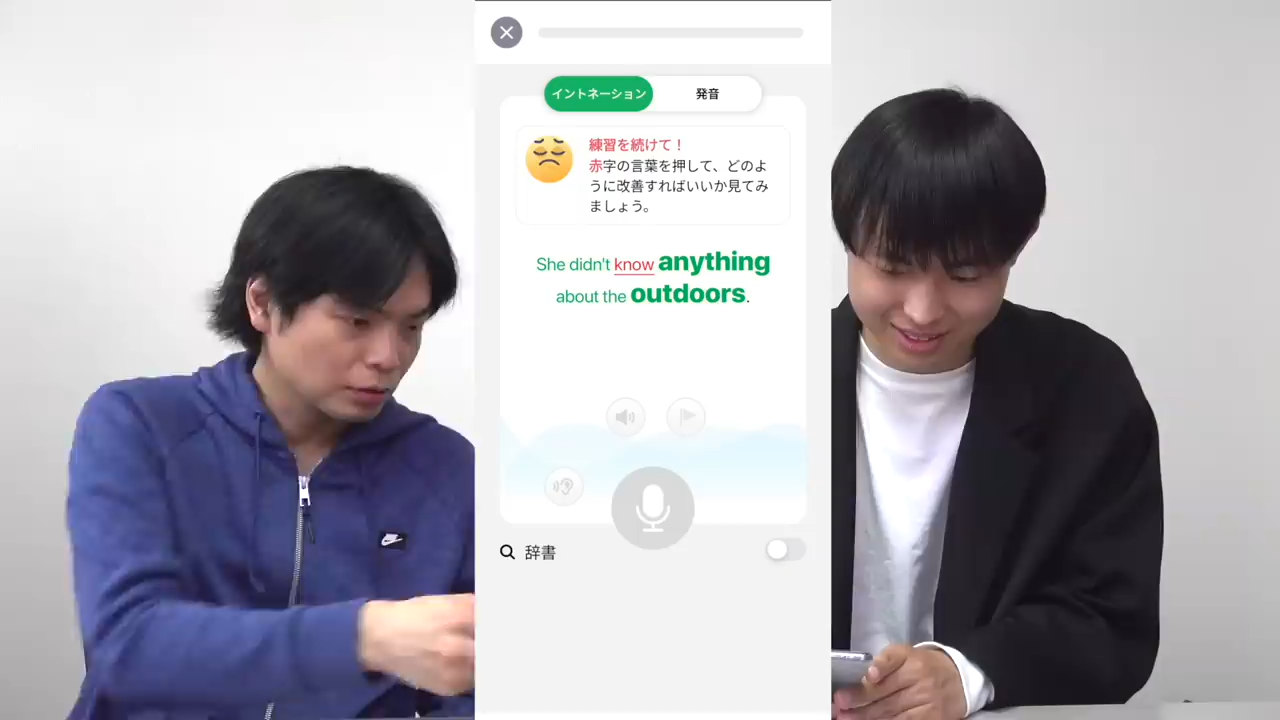 イントネーション 発音
練習を続けて！
赤字の言葉を押して、どのよ
うに改善すればいいか見てみ
ましょう。
She didn't know anything
about the outdoors.
辞書